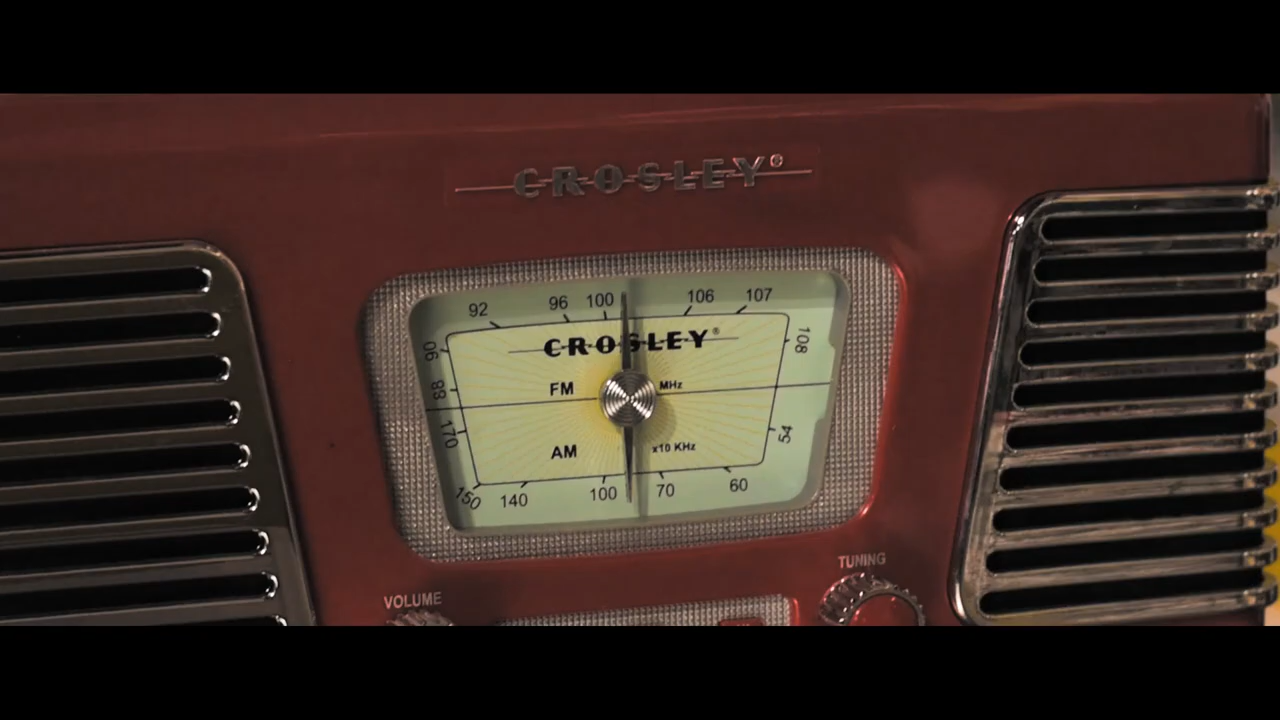 CROSLEY®
92 96 100 106 107
90 CROSLEY® 108
88 FM MHz
170 AM x10 KHz 54
150 140 100 70 60
TUNING
VOLUME